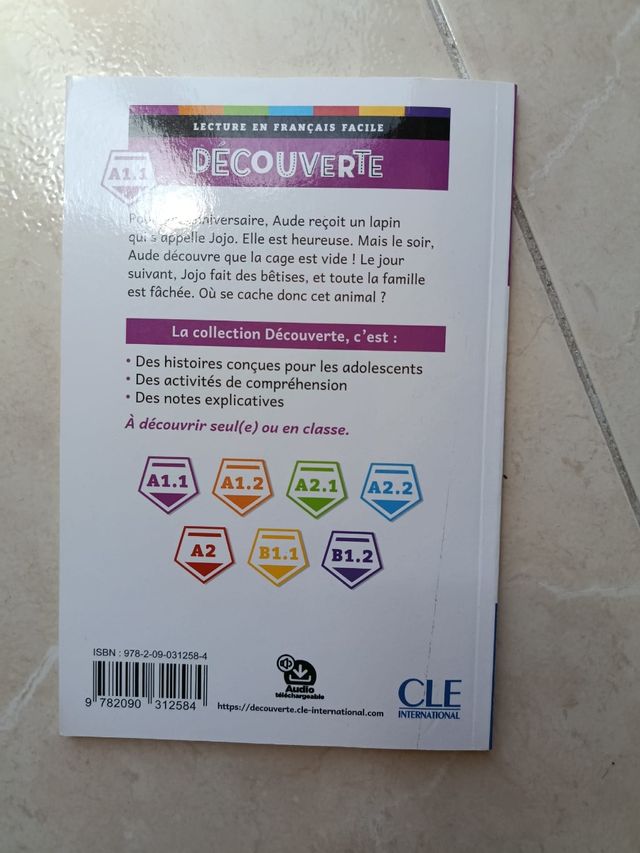 LECTURE EN FRANÇAIS FACILE
DÉCOUVERTE
A1.1
anniversaire, Aude reçoit un lapin
qui s'appelle Jojo. Elle est heureuse. Mais le soir,
Aude découvre que la cage est vide ! Le jour
suivant, Jojo fait des bêtises, et toute la famille
est fâchée. Où se cache donc cet animal ?
La collection Découverte, c'est :
• Des histoires conçues pour les adolescents
• Des activités de compréhension
• Des notes explicatives
À découvrir seul(e) ou en classe.
A1.1 A1.2 A2.1 A2.2
A2 B1.1 B1.2
ISBN : 978-2-09-031258-4
9 782090 312584
Audio
téléchargeable
https://decouverte.cle-international.com
CLE
INTERNATIONAL